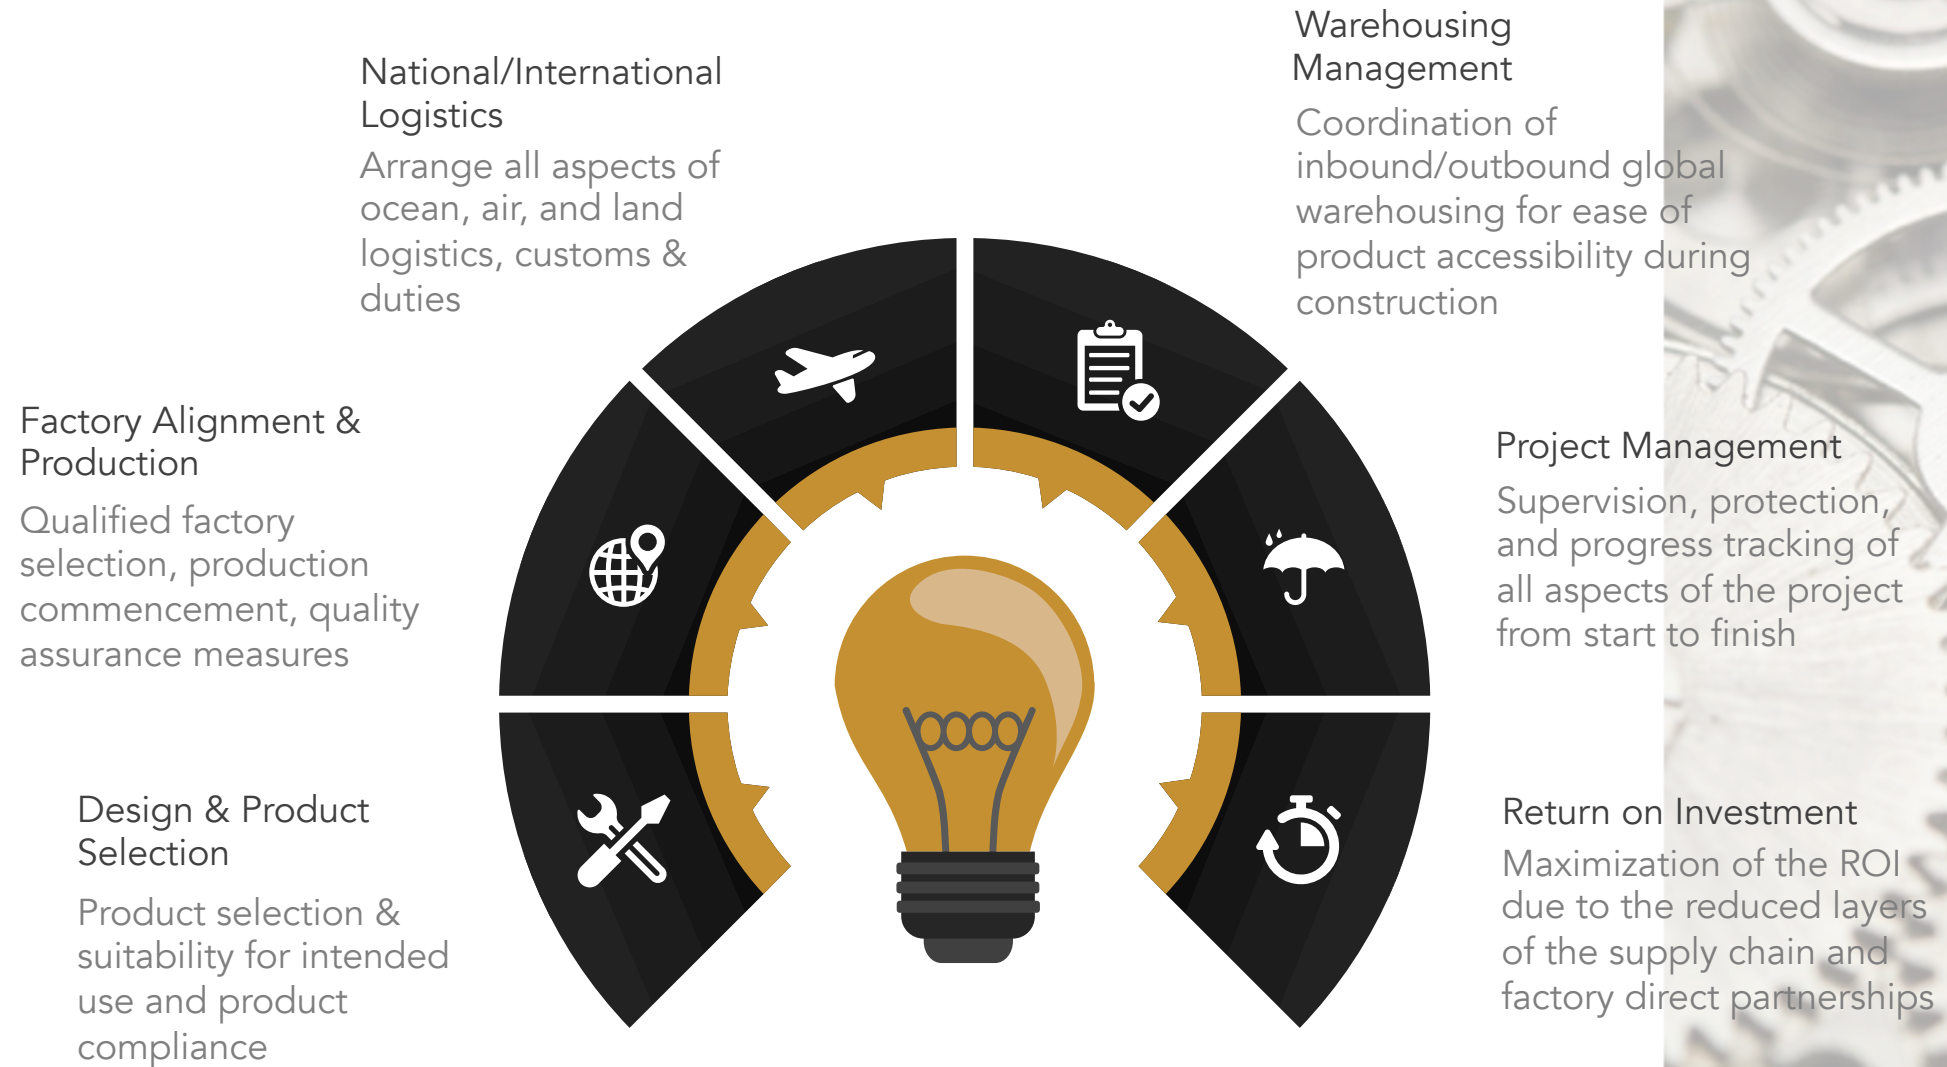 National/International
Logistics
Arrange all aspects of
ocean, air, and land
logistics, customs &
duties
Warehousing
Management
Coordination of
inbound/outbound global
warehousing for ease of
product accessibility during
construction
Factory Alignment &
Production
Qualified factory
selection, production
commencement, quality
assurance measures
Project Management
Supervision, protection,
and progress tracking of
all aspects of the project
from start to finish
Design & Product
Selection
Product selection &
suitability for intended
use and product
compliance
Return on Investment
Maximization of the ROI
due to the reduced layers
of the supply chain and
factory direct partnerships